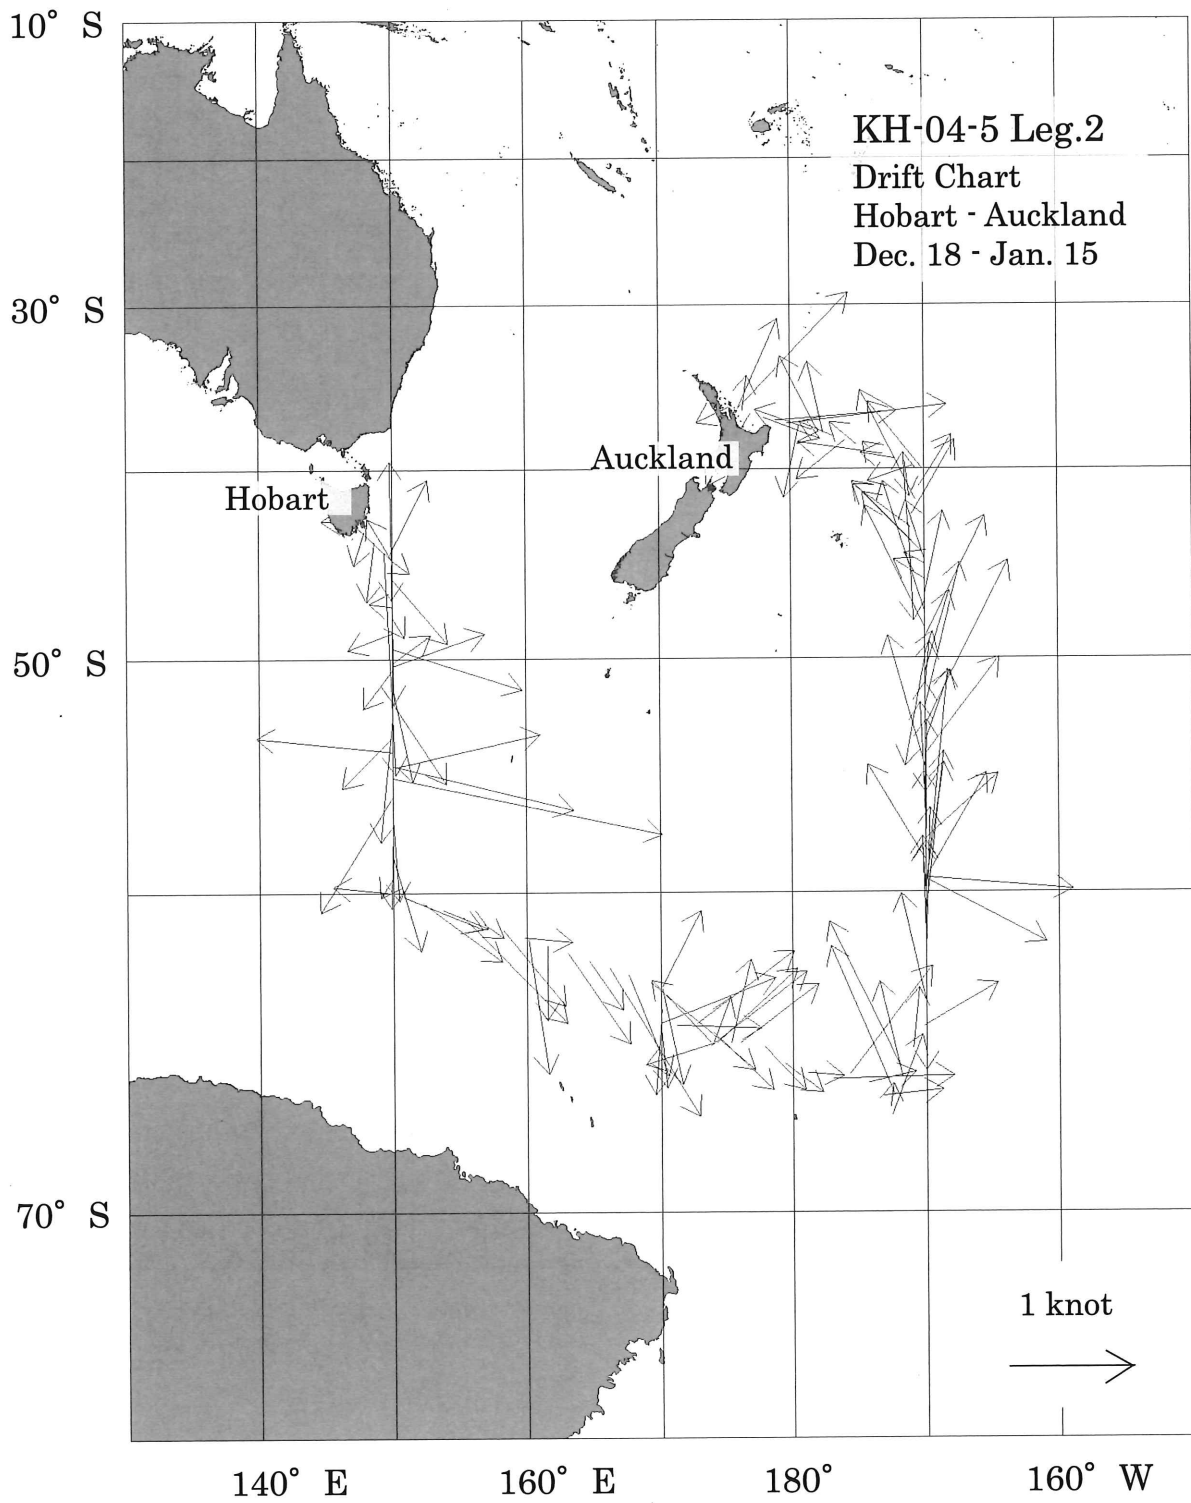 10° S
KH-04-5 Leg.2
Drift Chart
Hobart - Auckland
Dec. 18 - Jan. 15
30° S
Auckland
Hobart
50° S
70° S
1 knot
140° E
160° E
180°
160° W